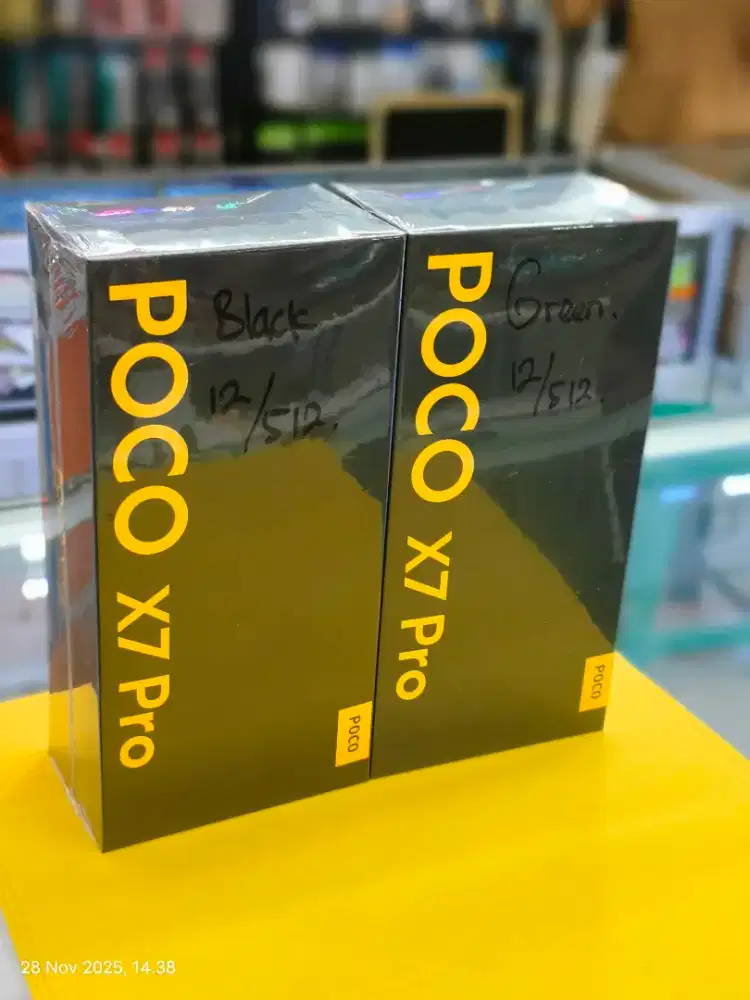 POCO X7 Pro
Black
12/512.
POCO
POCO X7 Pro
Green.
12/512.
POCO
28 Nov 2025, 14.38